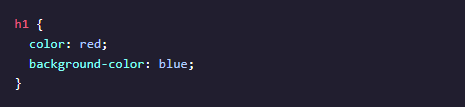 h1 {
  color: red;
  background-color: blue;
}